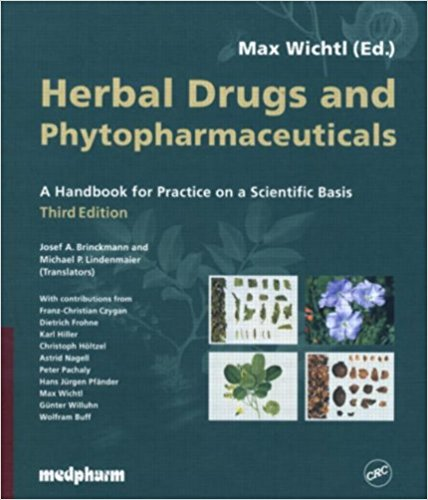 Max Wichtl (Ed.)
Herbal Drugs and
Phytopharmaceuticals
A Handbook for Practice on a Scientific Basis
Third Edition
Josef A. Brinckmann and
Michael P. Lindenmaier
(Translators)
With contributions from
Franz-Christian Czygan
Dietrich Frohne
Karl Hiller
Christoph Höltzel
Astrid Nagell
Peter Pachaly
Hans Jürgen Pfänder
Max Wichtl
Günter Willuhn
Wolfram Buff
medpharm
CRC